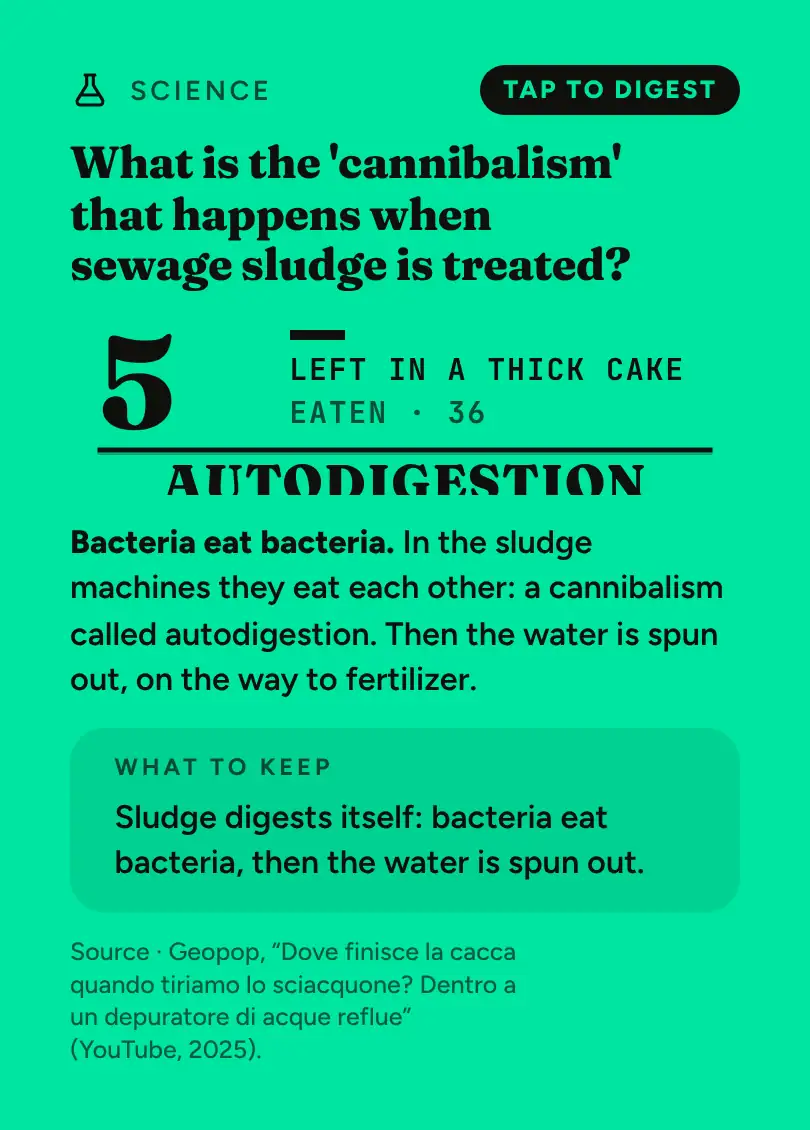 SCIENCE
TAP TO DIGEST
What is the 'cannibalism'
that happens when
sewage sludge is treated?
5
LEFT IN A THICK CAKE
EATEN · 36
AUTODIGESTION
Bacteria eat bacteria. In the sludge
machines they eat each other: a cannibalism
called autodigestion. Then the water is spun
out, on the way to fertilizer.
WHAT TO KEEP
Sludge digests itself: bacteria eat
bacteria, then the water is spun out.
Source · Geopop, “Dove finisce la cacca
quando tiriamo lo sciacquone? Dentro a
un depuratore di acque reflue”
(YouTube, 2025).